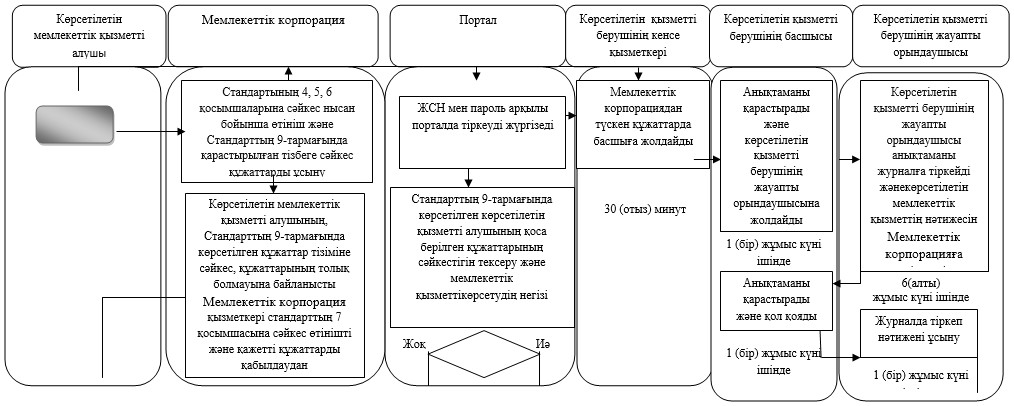 Көрсетілетін
мемлекеттік қызметті
алушы
Мемлекеттік корпорация
Портал
Көрсетілетін қызметті
берушінің кенсе
қызметкері
Көрсетілетін қызметті
берушінің басшысы
Көрсетілетін қызметті
берушінің жауапты
орындаушысы
Стандартының 4, 5, 6
қосымшаларына сәйкес нысан
бойынша өтініш және
Стандарттың 9-тармағында
қарастырылған тізбеге сәйкес
құжаттарды ұсыну
Көрсетілетін мемлекеттік
қызметті алушының,
Стандарттың 9-тармағында
көрсетілген құжаттар тізіміне
сәйкес, құжаттарының толық
болмауына байланысты
Мемлекеттік корпорация
қызметкері стандарттың 7
қосымшасына сәйкес өтінішті
және қажетті құжаттарды
қабылдаудан
ЖСН мен пароль арқылы
порталда тіркеуді жүргізеді
Стандарттың 9-тармағында
көрсетілген көрсетілетін
қызметті алушының қоса
берілген құжаттарының
сәйкестігін тексеру және
мемлекеттік
қызметтікөрсетудің негізі
Жоқ
Иә
Мемлекеттік
корпорациядан
түскен құжаттарда
басшыға жолдайды
30 (отыз) минут
Анықтаманы
қарастырады
және
көрсетілетін
қызметті
берушінің
жауапты
орындаушысына
жолдайды
1 (бір) жұмыс күні
ішінде
Анықтаманы
қарастырады
және қол қояды
1 (бір) жұмыс күні
ішінде
Көрсетілетін
қызметті берушінің
жауапты
орындаушысы
анықтаманы
журналға тіркейді
жәнекөрсетілетін
мемлекеттік
қызметтің нәтижесін
Мемлекеттік
корпорацияға
6(алты)
жұмыс күні ішінде
Журналда тіркеп
нәтижені ұсыну
1 (бір) жұмыс күні